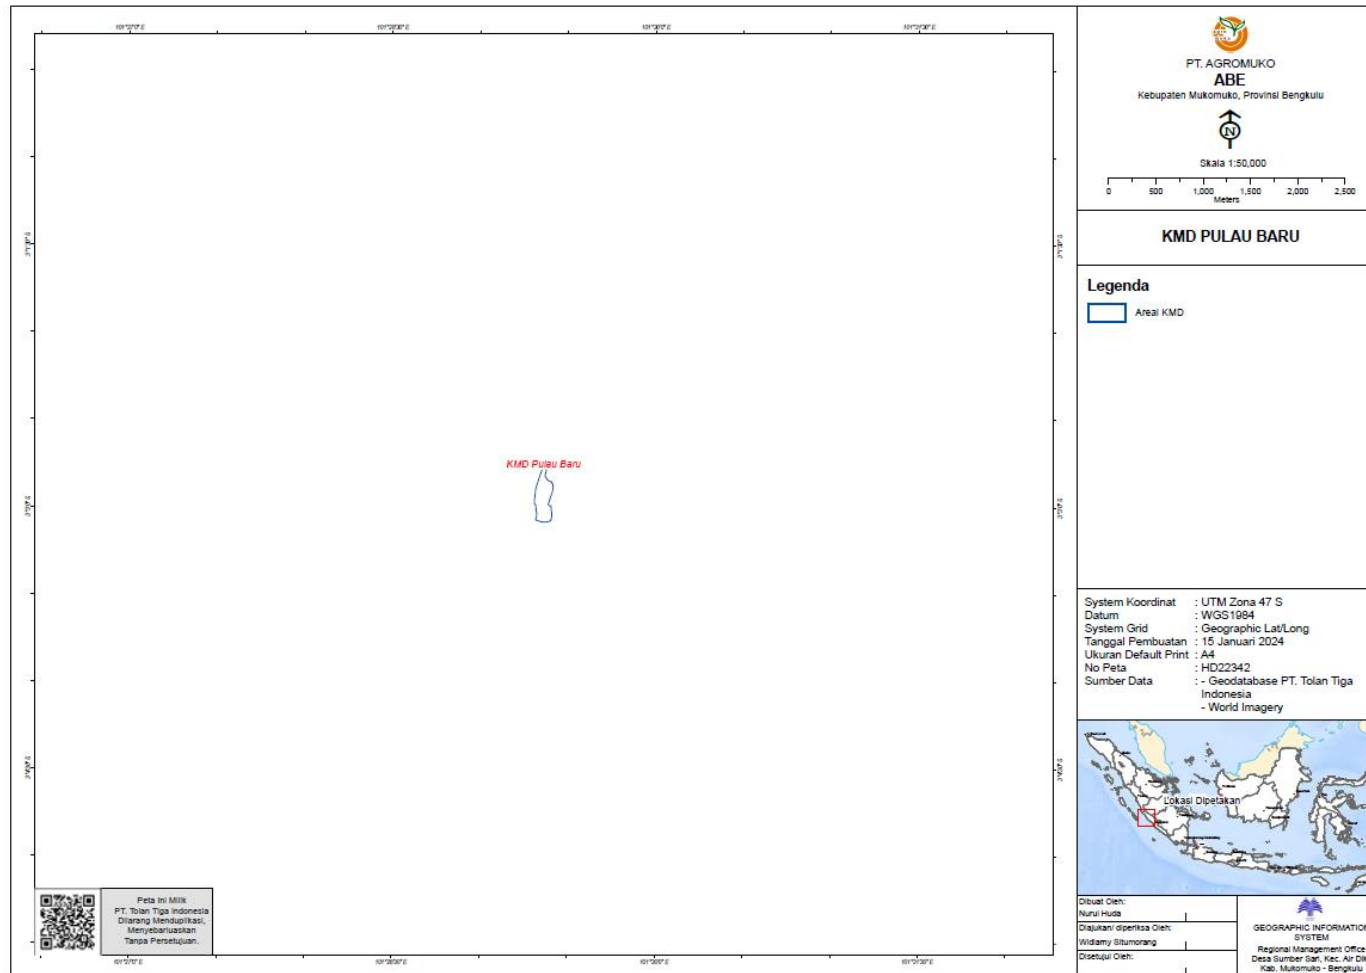 PT. AGROMUKO
ABE
Kabupaten Mukomuko, Provinsi Bengkulu
N
Skala 1:50,000
0 500 1,000 1,500 2,000 2,500
Meters
KMD PULAU BARU
Legenda
Areal KMD
KMD Pulau Baru
System Koordinat : UTM Zona 47 S
Datum : WGS1984
System Grid : Geographic Lat/Long
Tanggal Pembuatan : 15 Januari 2024
Ukuran Default Print : A4
No Peta : HD22342
Sumber Data : - Geodatabase PT. Tolan Tiga
Indonesia
- World Imagery
Lokasi Dipetakan
Peta Ini Milik
PT. Tolan Tiga Indonesia
Dilarang Menduplikasi,
Menyebarluaskan
Tanpa Persetujuan.
Dibuat Oleh:
Nurul Huda
Diajukan/ diperiksa Oleh:
Widiamy Situmorang
Disetujui Oleh:
GEOGRAPHIC INFORMATION
SYSTEM
Regional Management Office
Desa Sumber Sari, Kec. Air Di
Kab. Mukomuko - Bengkulu